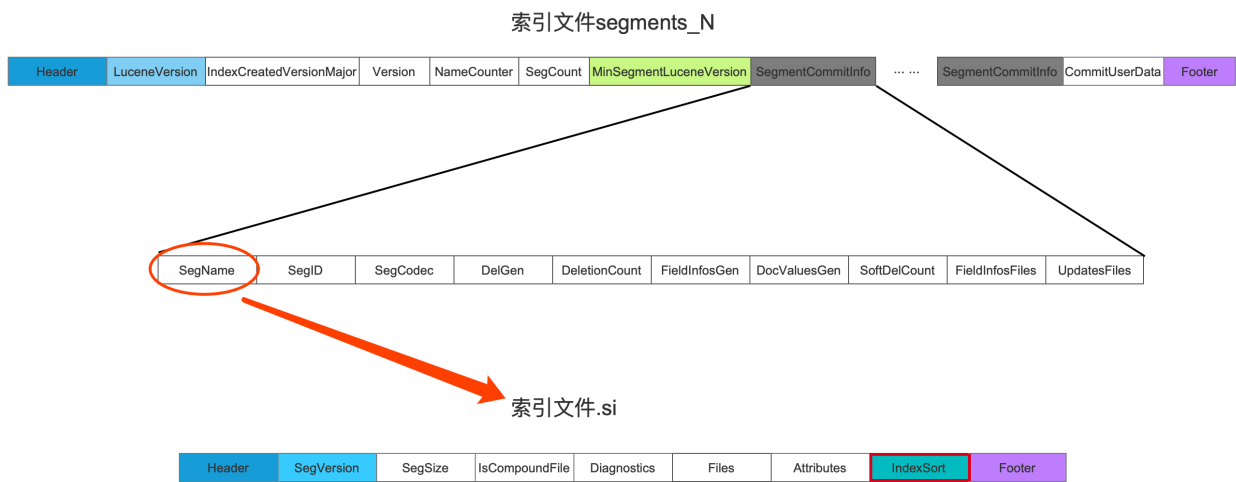 索引文件segments_N
Header LuceneVersion IndexCreatedVersionMajor Version NameCounter SegCount MinSegmentLuceneVersion SegmentCommitInfo ... ... SegmentCommitInfo CommitUserData Footer
SegName SegID SegCodec DelGen DeletionCount FieldInfosGen DocValuesGen SoftDelCount FieldInfosFiles UpdatesFiles
索引文件.si
Header SegVersion SegSize IsCompoundFile Diagnostics Files Attributes IndexSort Footer